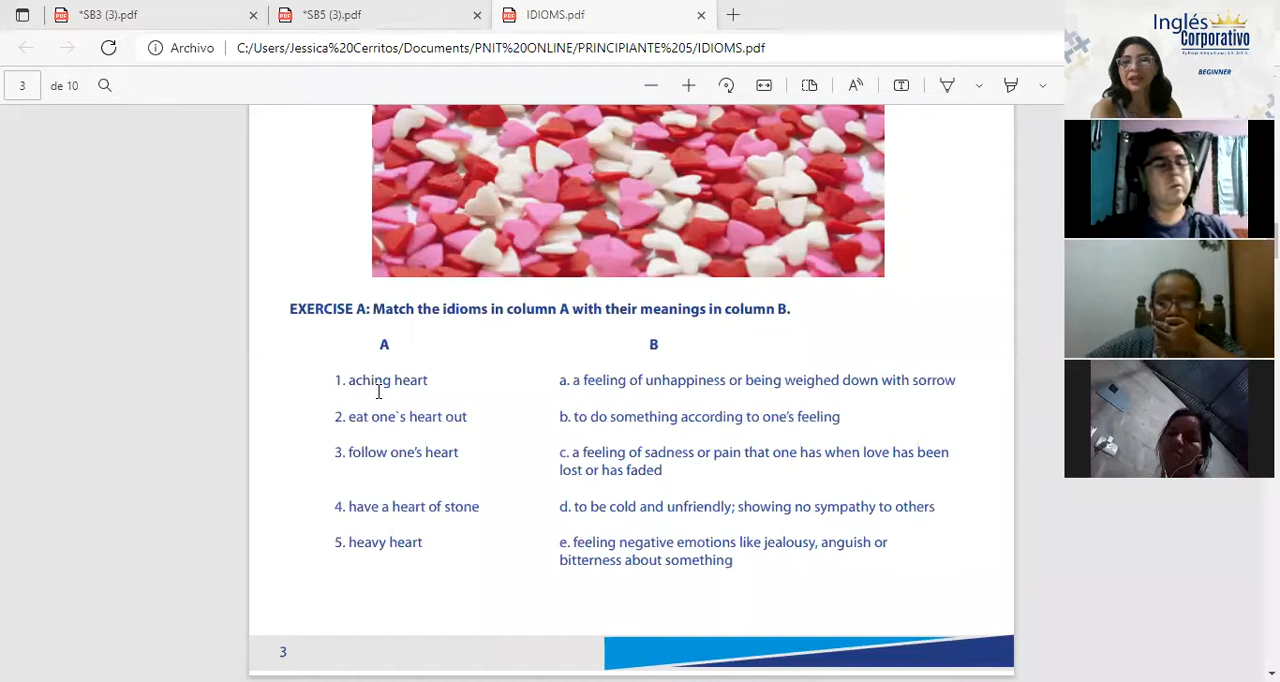 *SB3 (3).pdf
*SB5 (3).pdf
IDIOMS.pdf
Archivo
C:/Users/Jessica%20Cerritos/Documents/PNIT%20ONLINE/PRINCIPIANTE%205/IDIOMS.pdf
3
de 10
Inglés
Corporativo
BEGINNER
EXERCISE A: Match the idioms in column A with their meanings in column B.
A
B
1. aching heart
a. a feeling of unhappiness or being weighed down with sorrow
2. eat one`s heart out
b. to do something according to one's feeling
3. follow one's heart
c. a feeling of sadness or pain that one has when love has been
lost or has faded
4. have a heart of stone
d. to be cold and unfriendly; showing no sympathy to others
5. heavy heart
e. feeling negative emotions like jealousy, anguish or
bitterness about something
3